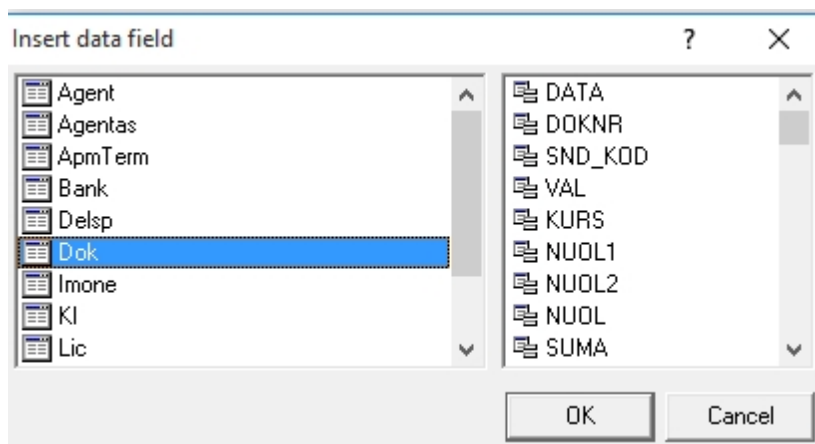 Insert data field
?
Agent
Agentas
ApmTerm
Bank
Delsp
Dok
Imone
Kl
Lic
DATA
DOKNR
SND_KOD
VAL
KURS
NUOL1
NUOL2
NUOL
SUMA
OK
Cancel